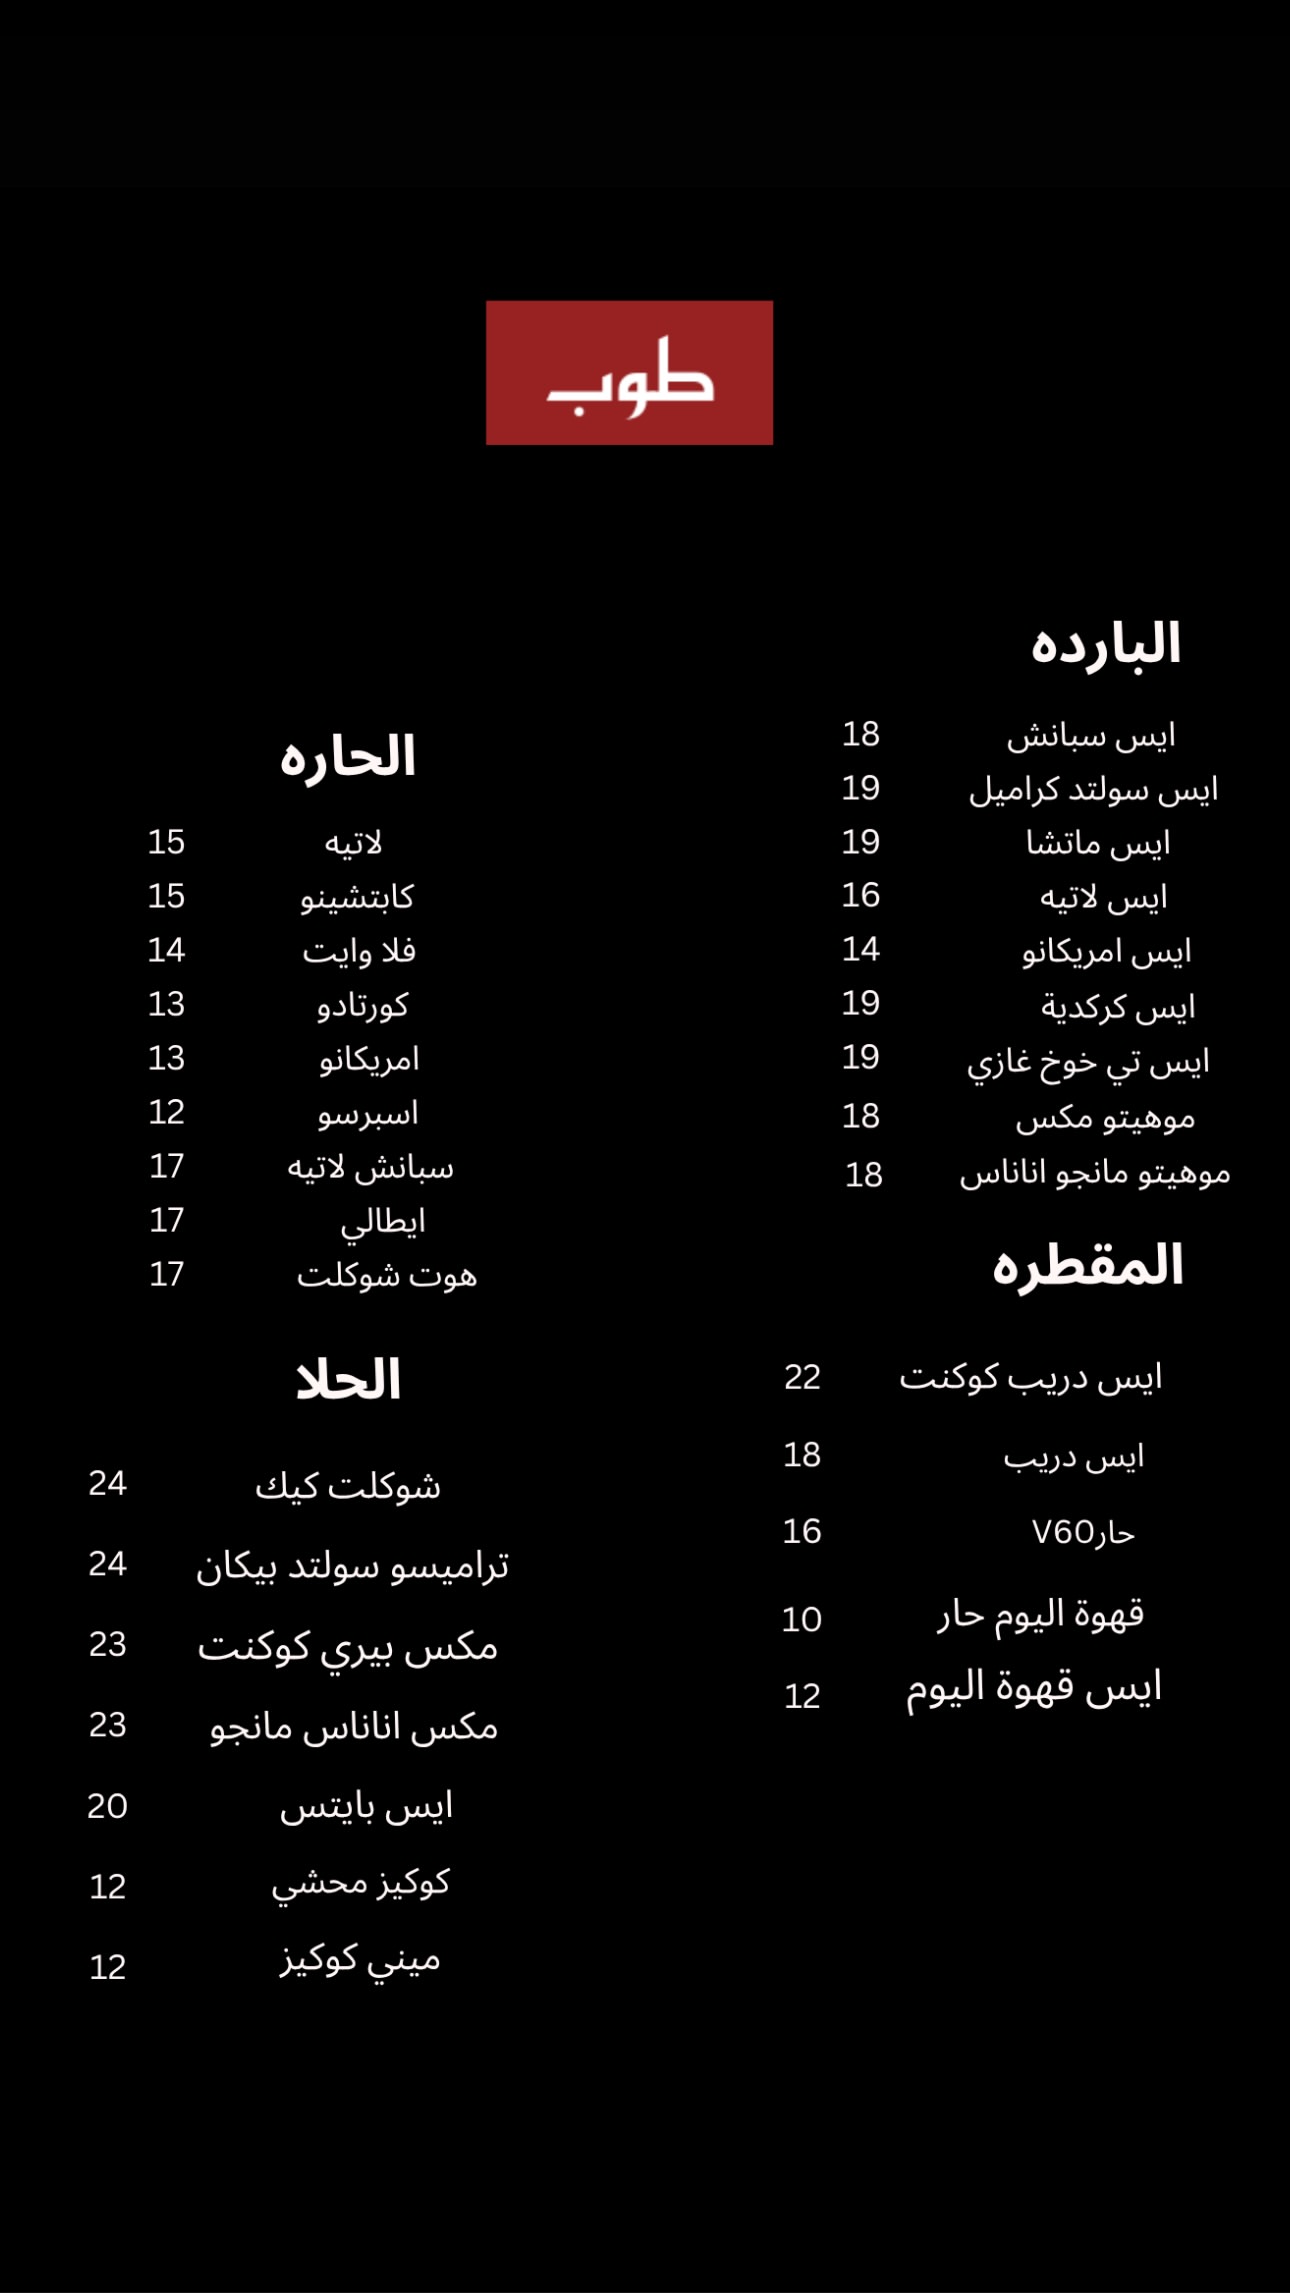 طوب
البارده
ايس سبانش 18
ايس سولتد كراميل 19
ايس ماتشا 19
ايس لاتيه 16
ايس امريكانو 14
ايس كركدية 19
ايس تي خوخ غازي 19
موهيتو مكس 18
موهيتو مانجو اناناس 18
المقطره
ايس دريب كوكنت 22
ايس دريب 18
حارV60 16
قهوة اليوم حار 10
ايس قهوة اليوم 12
الحاره
لاتيه 15
كابتشينو 15
فلا وايت 14
كورتادو 13
امريكانو 13
اسبرسو 12
سبانش لاتيه 17
ايطالي 17
هوت شوكلت 17
الحلا
شوكلت كيك 24
تراميسو سولتد بيكان 24
مكس بيري كوكنت 23
مكس اناناس مانجو 23
ايس بايتس 20
كوكيز محشي 12
ميني كوكيز 12